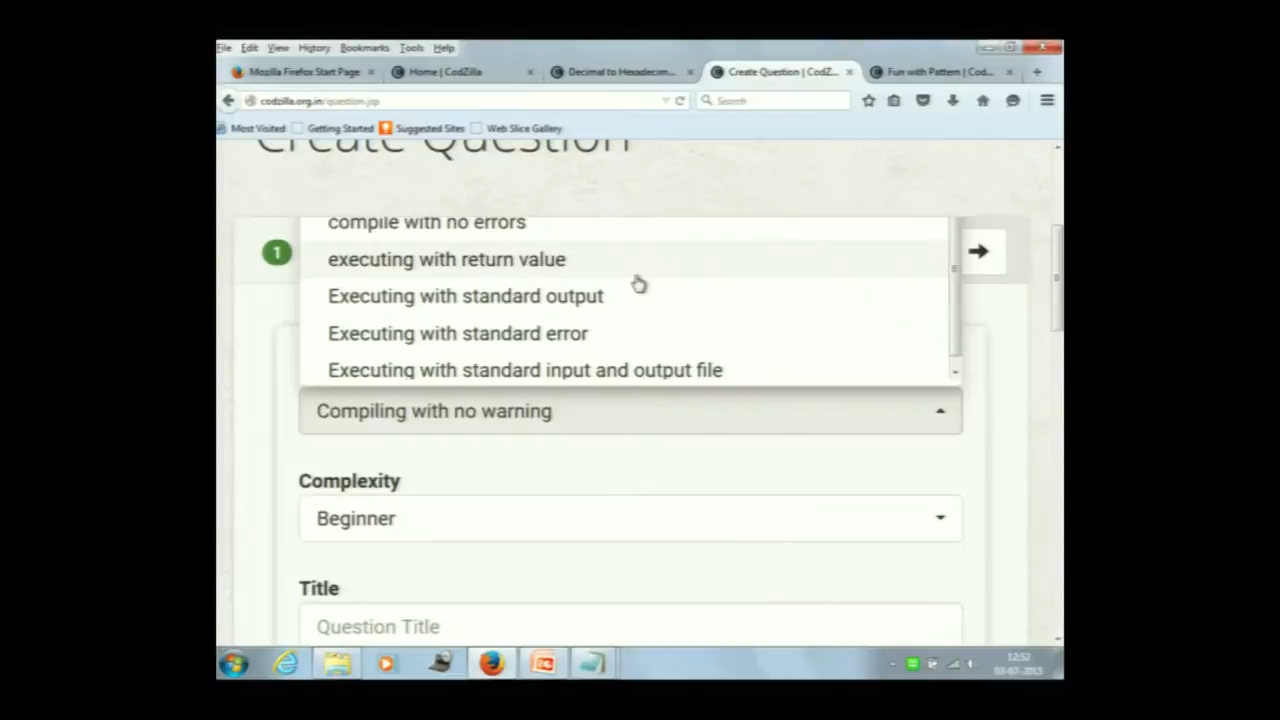 File Edit View History Bookmarks Tools Help
Mozilla Firefox Start Page × Home | CodZilla × Decimal to Hexadecim... × Create Question | CodZ... × Fun with Pattern | Cod... × +
codzilla.org.in/question.jsp Search
Most Visited Getting Started Suggested Sites Web Slice Gallery
Create Question
1
compile with no errors
executing with return value
Executing with standard output
Executing with standard error
Executing with standard input and output file
Compiling with no warning
Complexity
Beginner
Title
Question Title
12:52
03-07-2015